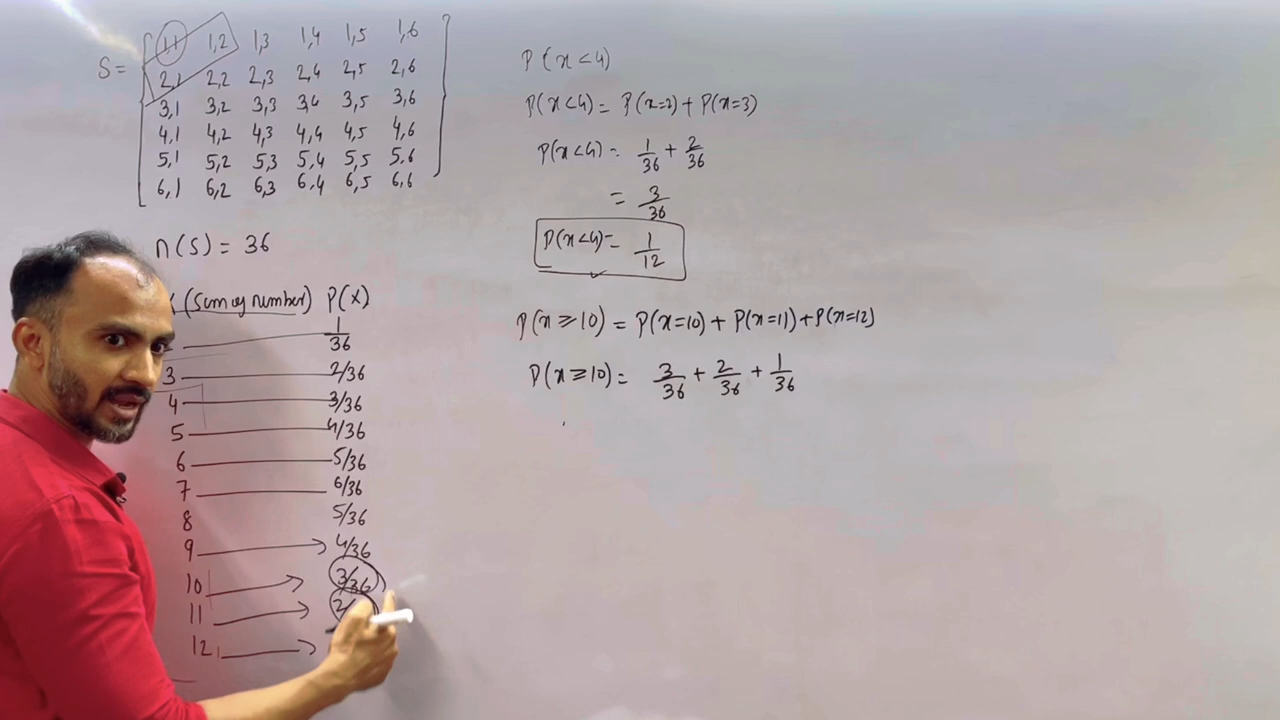 S = 1,1 1,2 1,3 1,4 1,5 1,6
2,1 2,2 2,3 2,4 2,5 2,6
3,1 3,2 3,3 3,4 3,5 3,6
4,1 4,2 4,3 4,4 4,5 4,6
5,1 5,2 5,3 5,4 5,5 5,6
6,1 6,2 6,3 6,4 6,5 6,6
n(S) = 36
(Sum of number) P(X)
1/36
3 2/36
4 3/36
5 4/36
6 5/36
7 6/36
8 5/36
9 4/36
10 3/36
11 2/
12
P(x<4)
P(x<4) = P(x=2) + P(x=3)
P(x<4) = 1/36 + 2/36
= 3/36
P(x<4) = 1/12
P(x≥10) = P(x=10) + P(x=11) + P(x=12)
P(x≥10) = 3/36 + 2/36 + 1/36